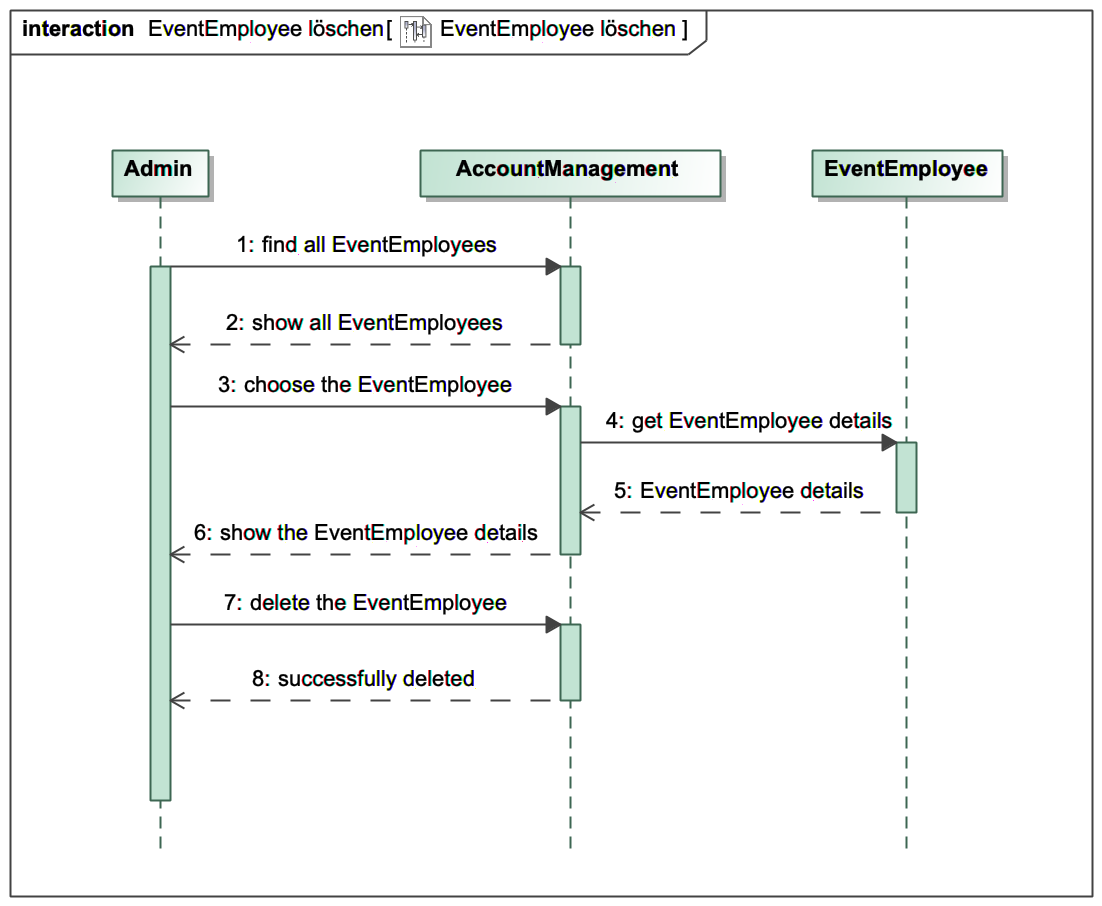 interaction EventEmployee löschen[ EventEmployee löschen ]
Admin
AccountManagement
EventEmployee
1: find all EventEmployees
2: show all EventEmployees
3: choose the EventEmployee
4: get EventEmployee details
5: EventEmployee details
6: show the EventEmployee details
7: delete the EventEmployee
8: successfully deleted